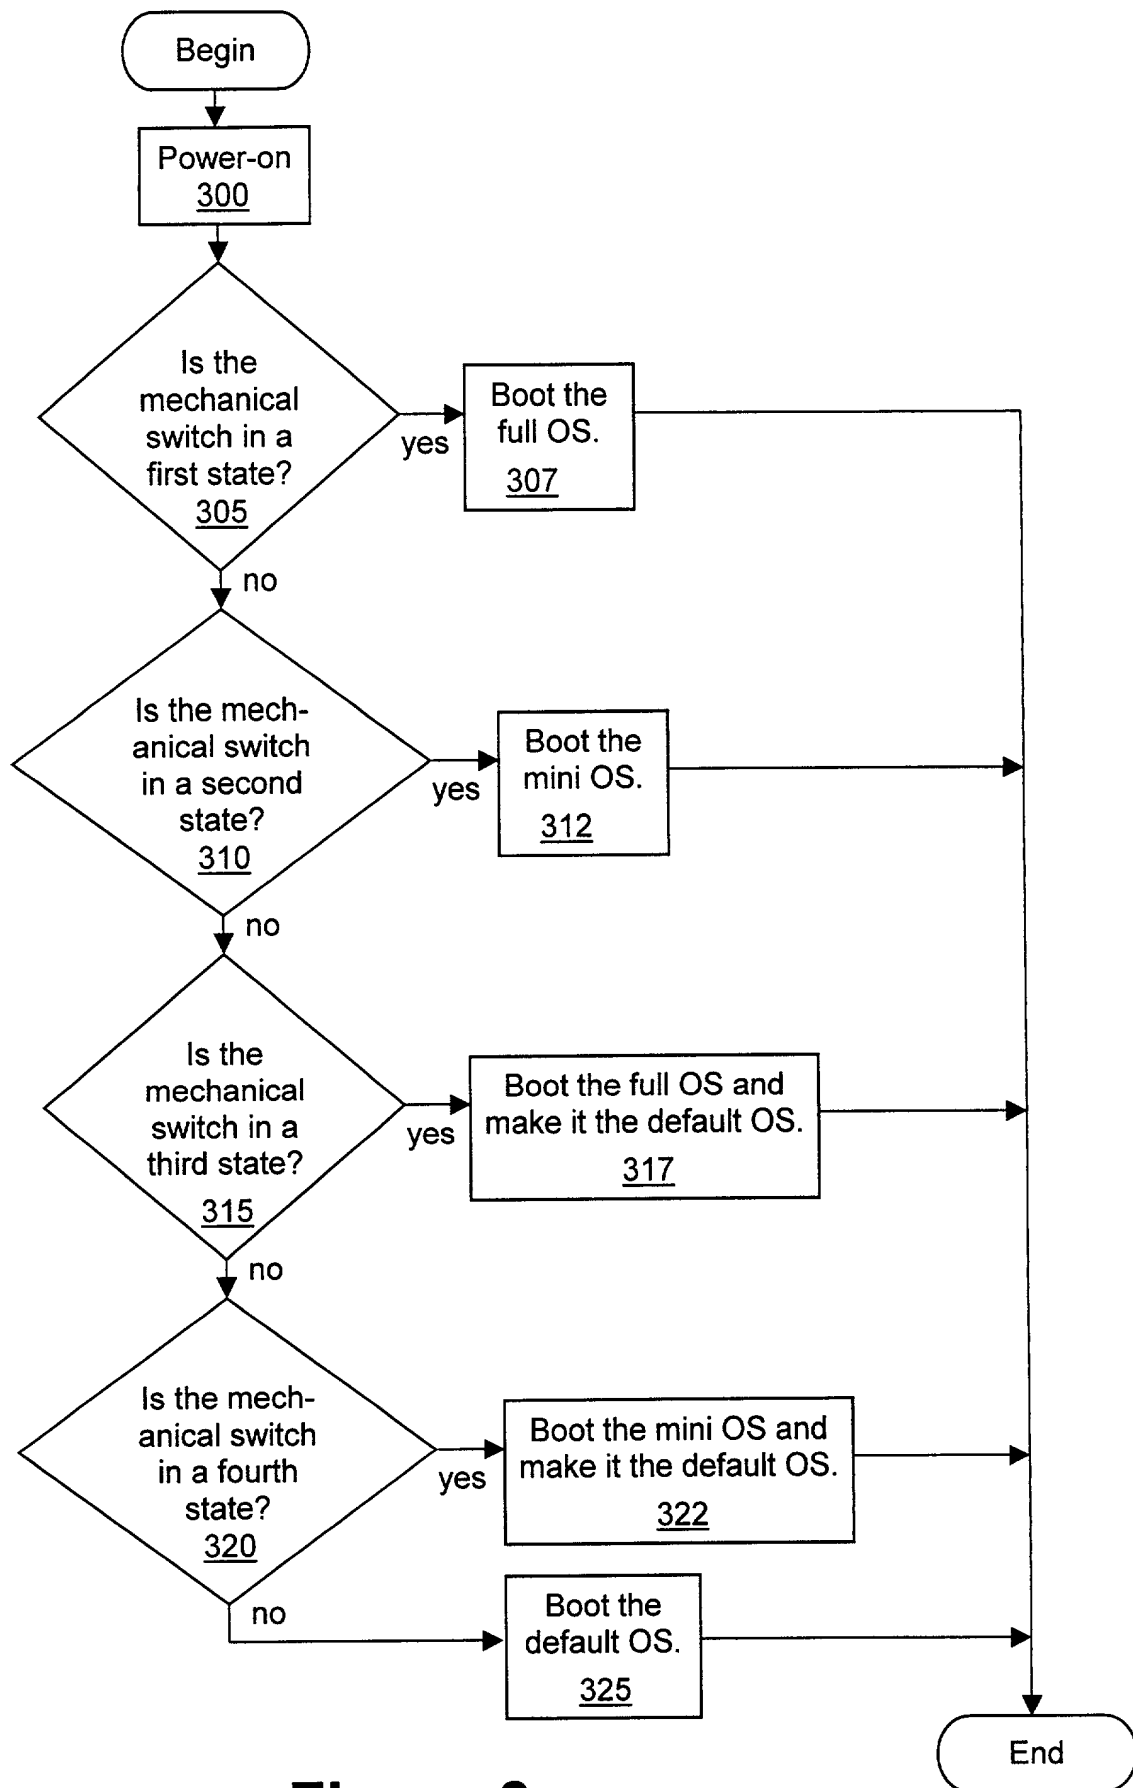 Begin
Power-on
300
Is the
mechanical
switch in a
first state?
305
yes
Boot the
full OS.
307
no
Is the mech-
anical switch
in a second
state?
310
yes
Boot the
mini OS.
312
no
Is the
mechanical
switch in a
third state?
315
yes
Boot the full OS and
make it the default OS.
317
no
Is the mech-
anical switch
in a fourth
state?
320
yes
Boot the mini OS and
make it the default OS.
322
no
Boot the
default OS.
325
End